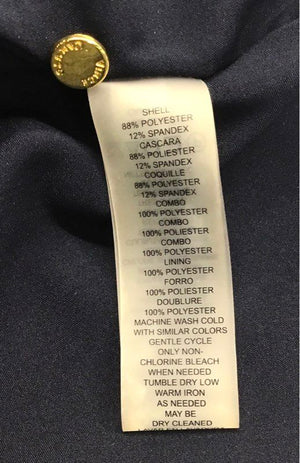 SHELL
88% POLYESTER
12% SPANDEX
CASCARA
88% POLIESTER
12% SPANDEX
COQUILLE
88% POLYESTER
12% SPANDEX
COMBO
100% POLYESTER
COMBO
100% POLIESTER
COMBO
100% POLYESTER
LINING
100% POLYESTER
FORRO
100% POLIESTER
DOUBLURE
100% POLYESTER
MACHINE WASH COLD
WITH SIMILAR COLORS
GENTLE CYCLE
ONLY NON-
CHLORINE BLEACH
WHEN NEEDED
TUMBLE DRY LOW
WARM IRON
AS NEEDED
MAY BE
DRY CLEANED